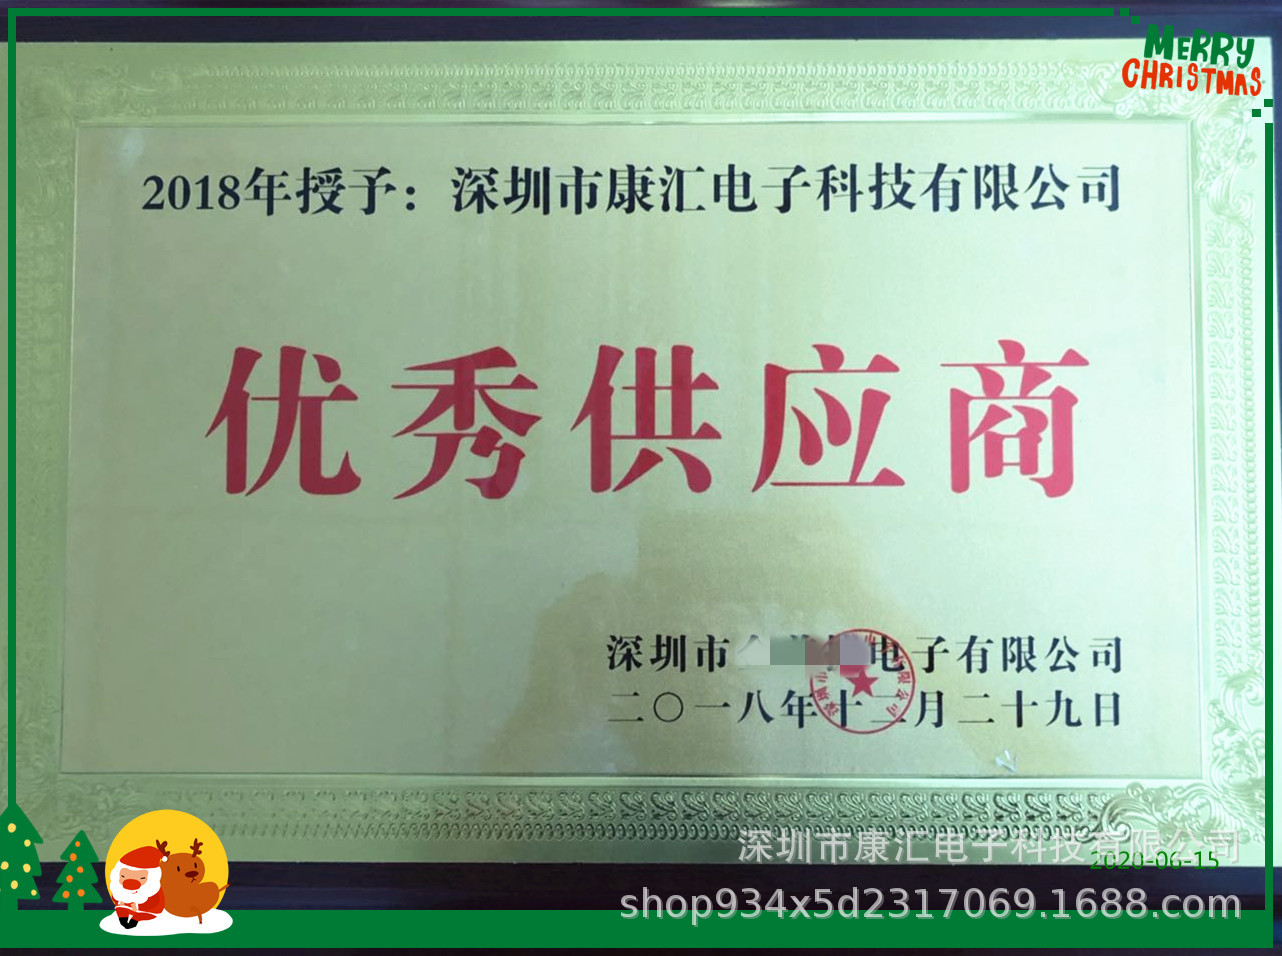 MERRY
CHRISTMAS
2018年授予：深圳市康汇电子科技有限公司
优秀供应商
深圳市 电子有限公司
二〇一八年十二月二十九日
深圳市康汇电子科技有限公司
2020-06-15
shop934x5d2317069.1688.com